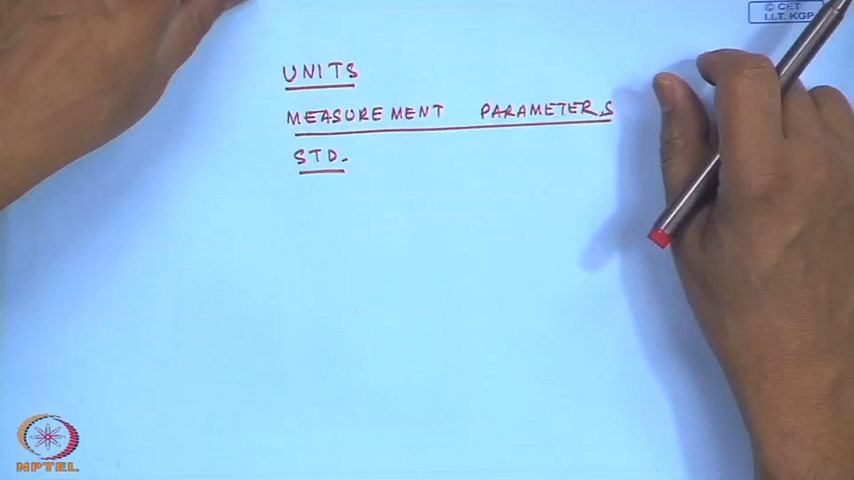 © CET
I.I.T. KGP
UNITS
MEASUREMENT PARAMETERS
STD.
NPTEL